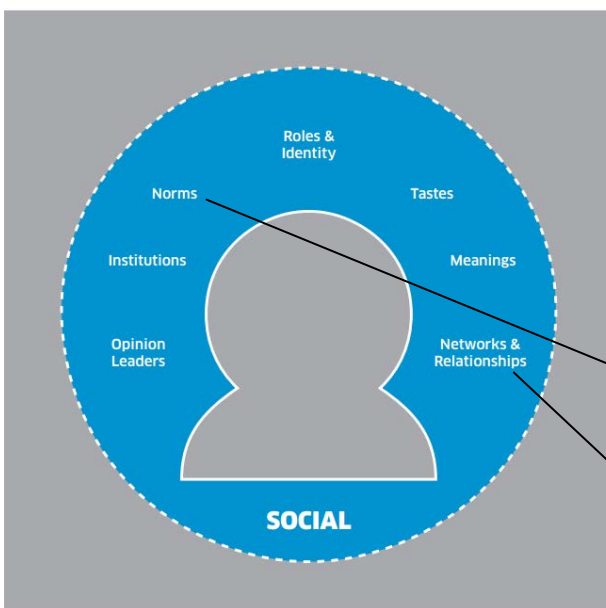 Roles &
Identity
Norms
Tastes
Institutions
Meanings
Opinion
Leaders
Networks &
Relationships
SOCIAL